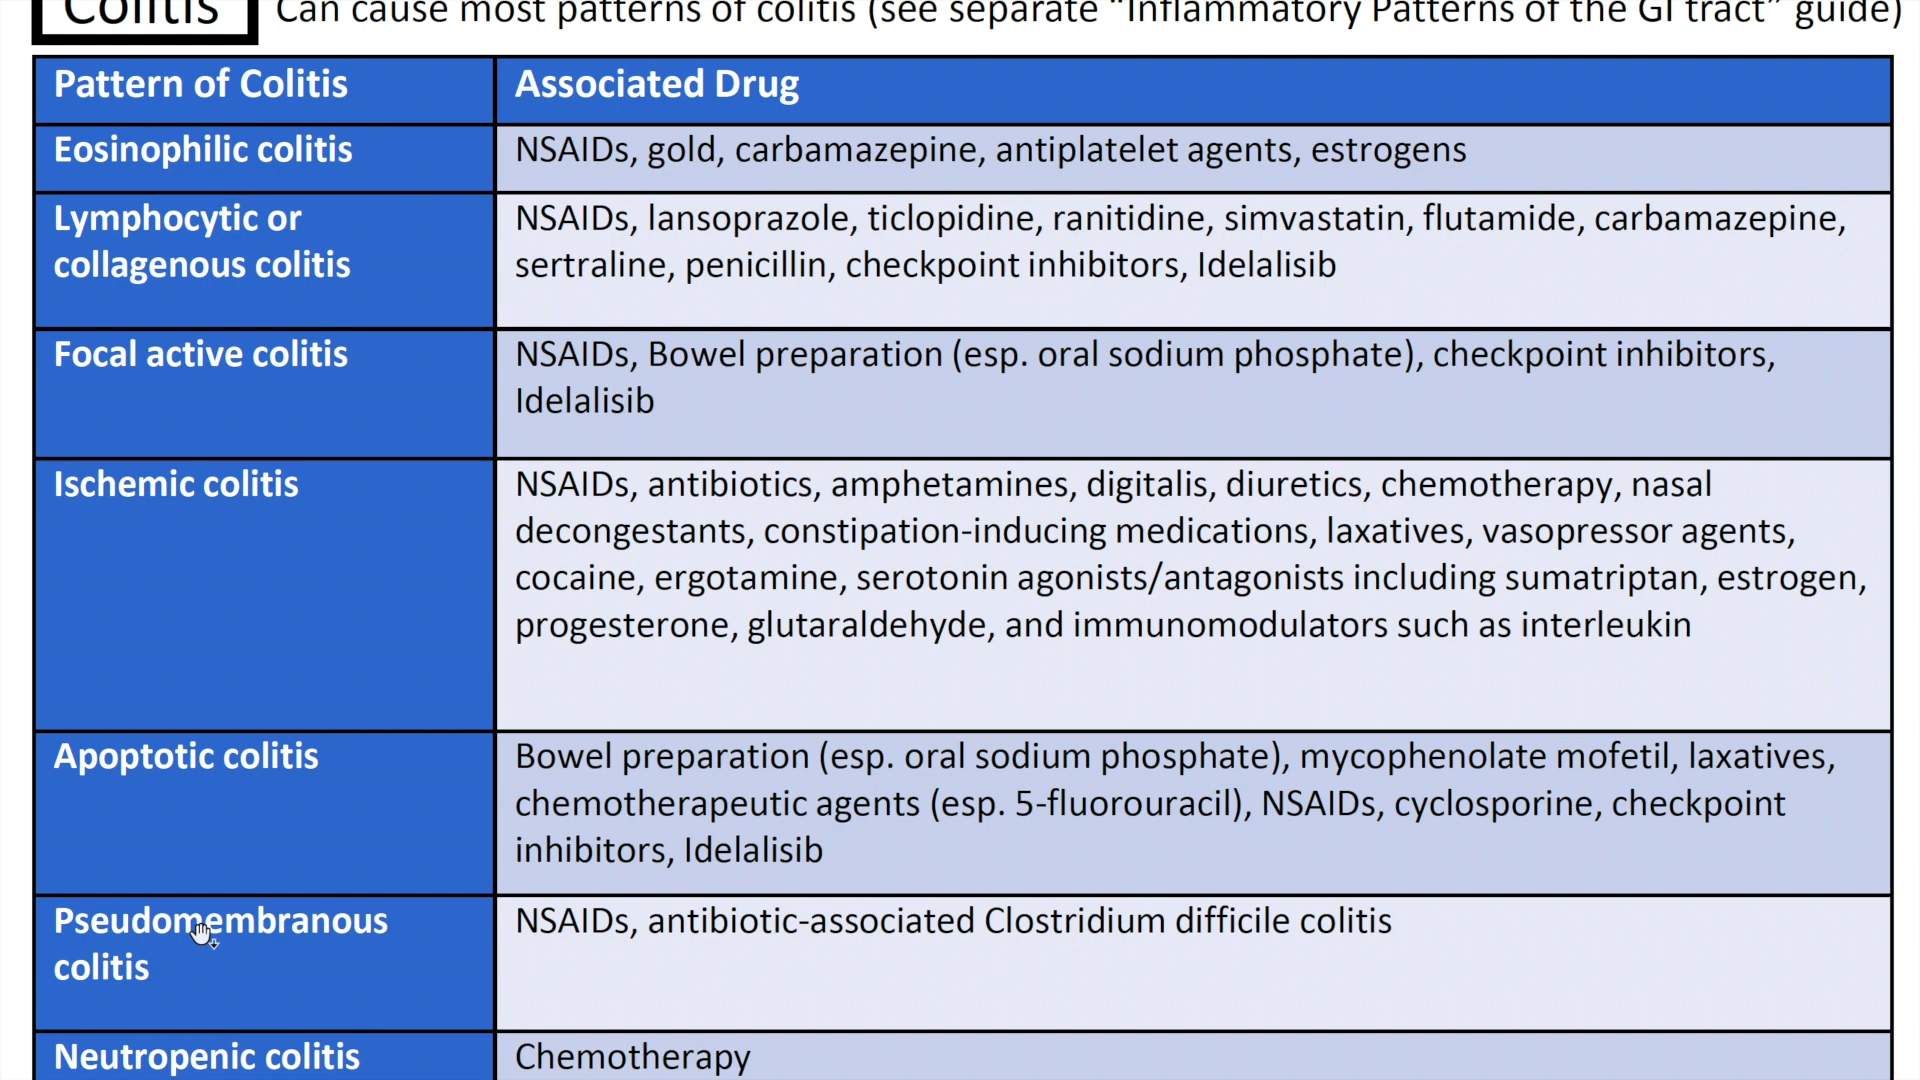 Colitis
Can cause most patterns of colitis (see separate “Inflammatory Patterns of the GI tract” guide)
Pattern of Colitis
Associated Drug
Eosinophilic colitis
NSAIDs, gold, carbamazepine, antiplatelet agents, estrogens
Lymphocytic or
collagenous colitis
NSAIDs, lansoprazole, ticlopidine, ranitidine, simvastatin, flutamide, carbamazepine,
sertraline, penicillin, checkpoint inhibitors, Idelalisib
Focal active colitis
NSAIDs, Bowel preparation (esp. oral sodium phosphate), checkpoint inhibitors,
Idelalisib
Ischemic colitis
NSAIDs, antibiotics, amphetamines, digitalis, diuretics, chemotherapy, nasal
decongestants, constipation-inducing medications, laxatives, vasopressor agents,
cocaine, ergotamine, serotonin agonists/antagonists including sumatriptan, estrogen,
progesterone, glutaraldehyde, and immunomodulators such as interleukin
Apoptotic colitis
Bowel preparation (esp. oral sodium phosphate), mycophenolate mofetil, laxatives,
chemotherapeutic agents (esp. 5-fluorouracil), NSAIDs, cyclosporine, checkpoint
inhibitors, Idelalisib
Pseudomembranous
colitis
NSAIDs, antibiotic-associated Clostridium difficile colitis
Neutropenic colitis
Chemotherapy